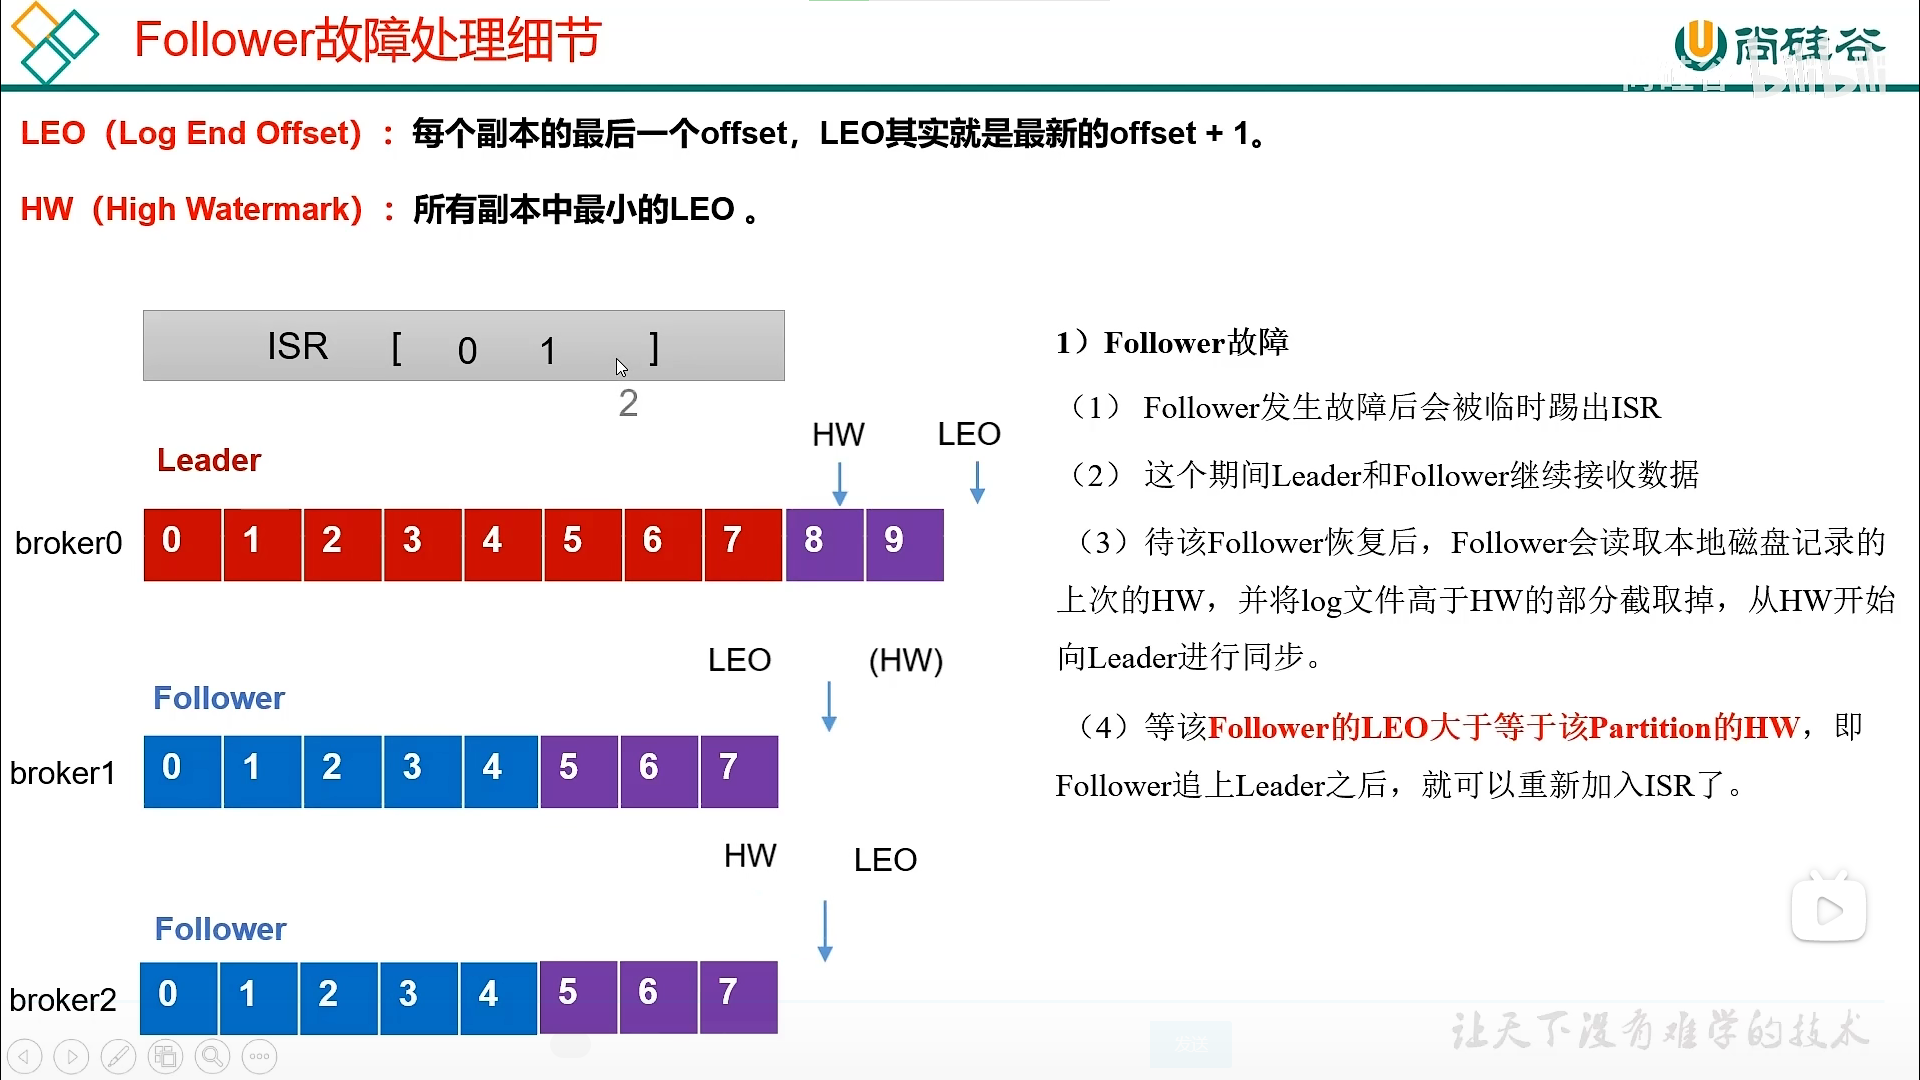 Follower故障处理细节
尚硅谷
bilibili
LEO（Log End Offset）：每个副本的最后一个offset，LEO其实就是最新的offset + 1。
HW（High Watermark）：所有副本中最小的LEO 。
ISR [ 0 1 ]
2
HW LEO
Leader
broker0 0 1 2 3 4 5 6 7 8 9
LEO (HW)
Follower
broker1 0 1 2 3 4 5 6 7
HW LEO
Follower
broker2 0 1 2 3 4 5 6 7
1）Follower故障
（1） Follower发生故障后会被临时踢出ISR
（2） 这个期间Leader和Follower继续接收数据
（3）待该Follower恢复后，Follower会读取本地磁盘记录的
上次的HW，并将log文件高于HW的部分截取掉，从HW开始
向Leader进行同步。
（4）等该Follower的LEO大于等于该Partition的HW，即
Follower追上Leader之后，就可以重新加入ISR了。
让天下没有难学的技术